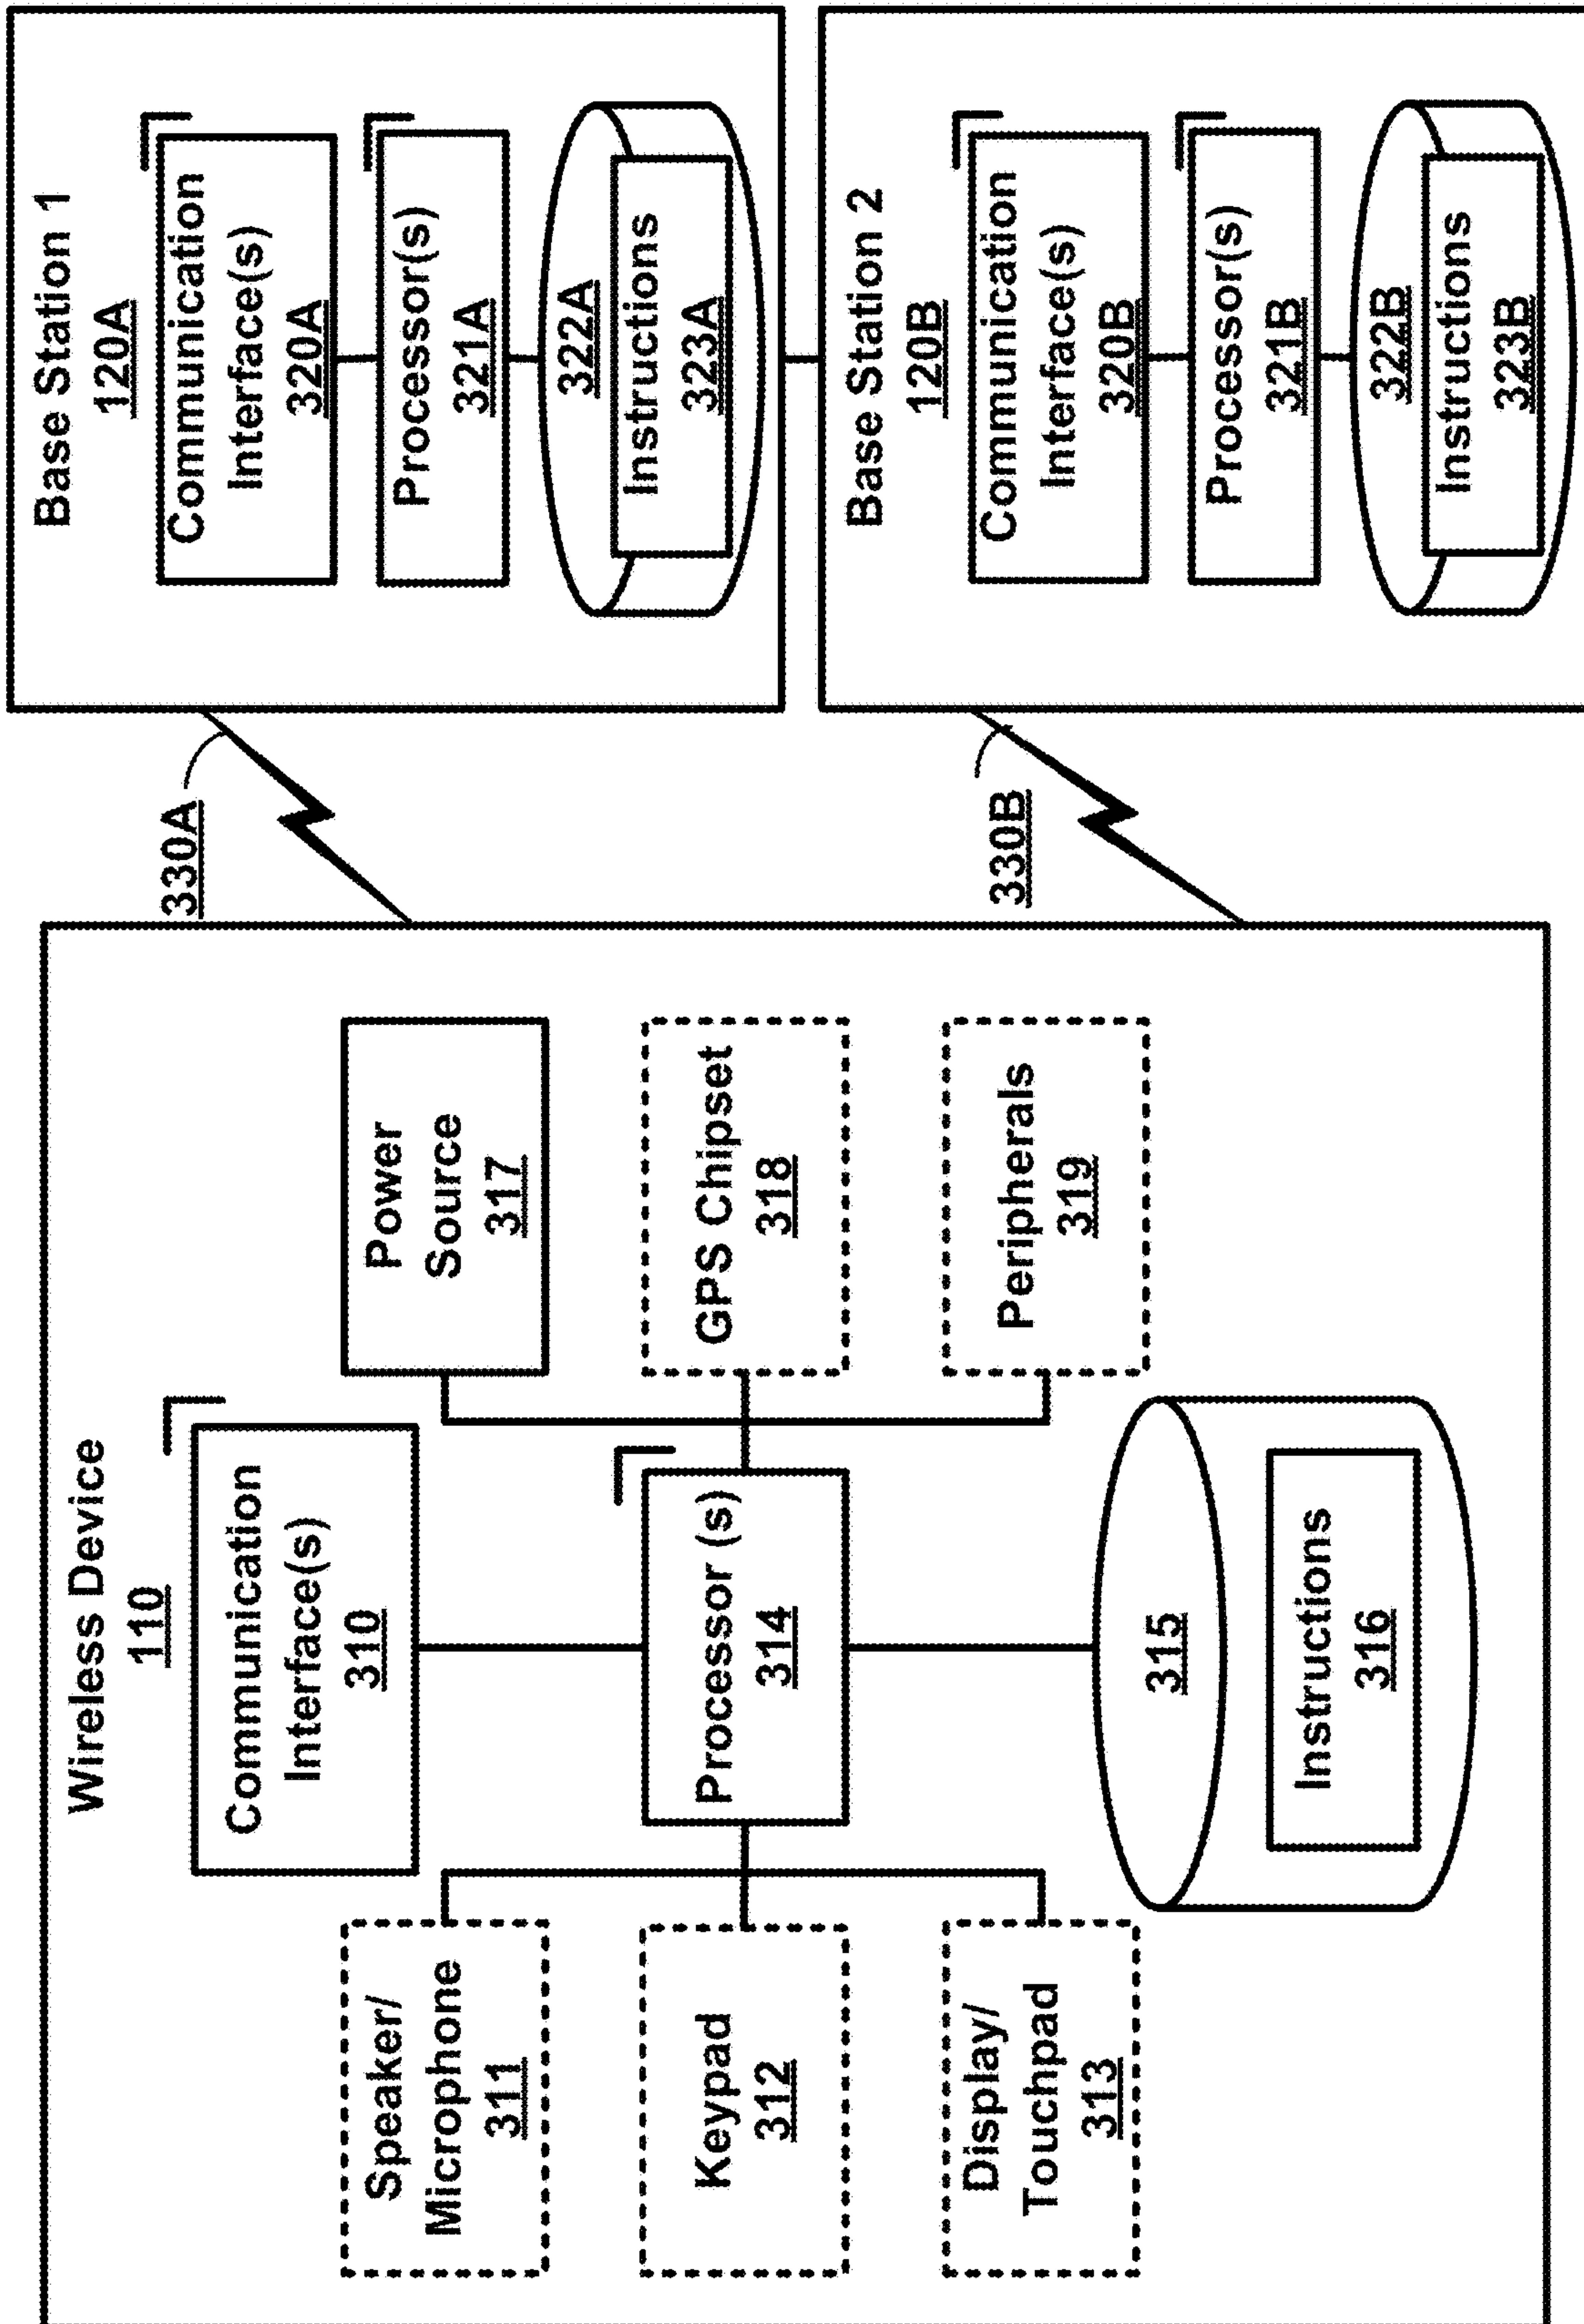 Wireless Device
110
Communication
Interface(s)
310
Speaker/
Microphone
311
Power
Source
317
Keypad
312
Processor (s)
314
GPS Chipset
318
Display/
Touchpad
313
Peripherals
319
315
Instructions
316
330A
330B
Base Station 1
120A
Communication
Interface(s)
320A
Processor(s)
321A
322A
Instructions
323A
Base Station 2
120B
Communication
Interface(s)
320B
Processor(s)
321B
322B
Instructions
323B